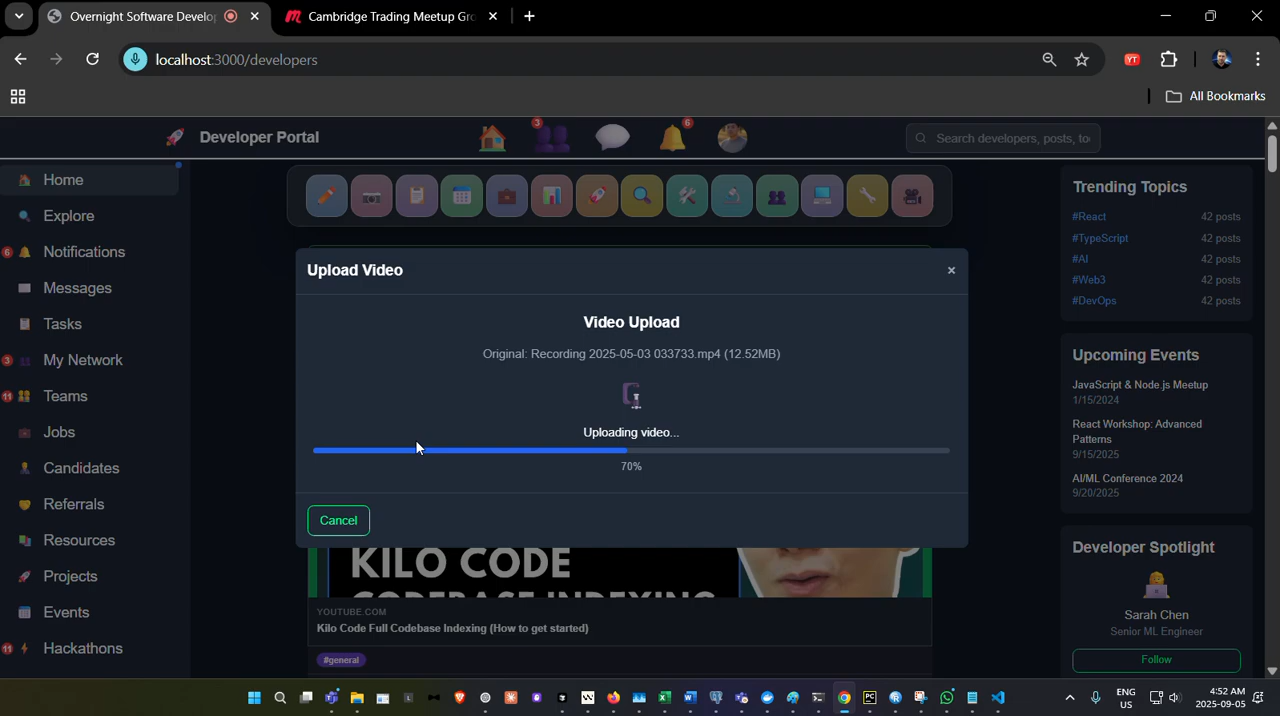 Overnight Software Develop
Cambridge Trading Meetup Gro
localhost:3000/developers
YT
All Bookmarks
Developer Portal
3
6
Search developers, posts, to
Home
Explore
6 Notifications
Messages
Tasks
3 My Network
11 Teams
Jobs
Candidates
Referrals
Resources
Projects
Events
11 Hackathons
Upload Video
×
Video Upload
Original: Recording 2025-05-03 033733.mp4 (12.52MB)
Uploading video...
70%
Cancel
KILO CODE
CODEBASE INDEXING
YOUTUBE.COM
Kilo Code Full Codebase Indexing (How to get started)
#general
Trending Topics
#React 42 posts
#TypeScript 42 posts
#AI 42 posts
#Web3 42 posts
#DevOps 42 posts
Upcoming Events
JavaScript & Node.js Meetup
1/15/2024
React Workshop: Advanced
Patterns
9/15/2025
AI/ML Conference 2024
9/20/2025
Developer Spotlight
Sarah Chen
Senior ML Engineer
Follow
ENG
US
4:52 AM
2025-09-05